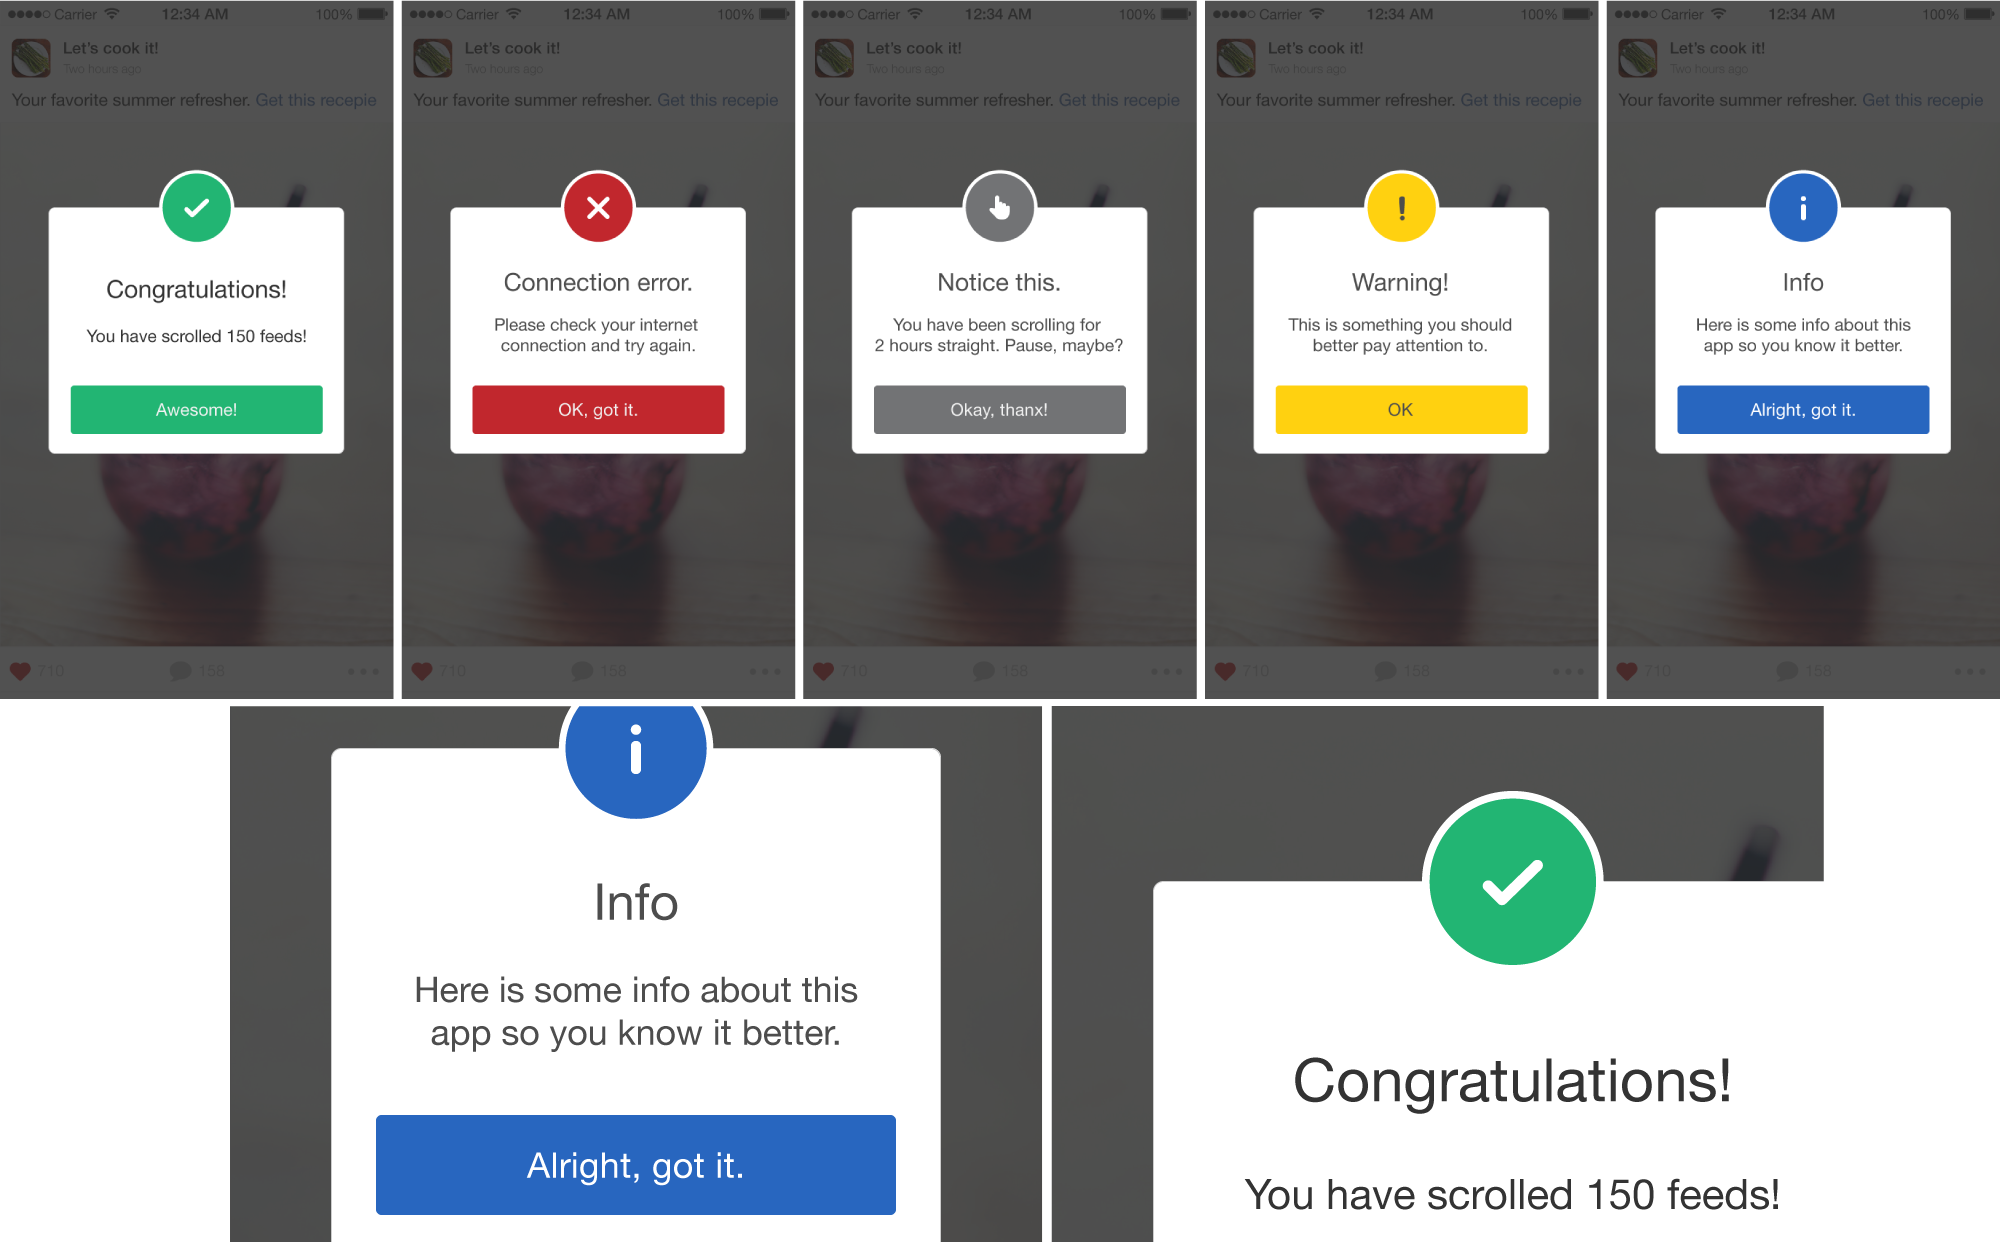 Carrier 12:34 AM 100%
Let's cook it!
Two hours ago
Your favorite summer refresher. Get this recepie
Congratulations!
You have scrolled 150 feeds!
Awesome!
710 158
Carrier 12:34 AM 100%
Let's cook it!
Two hours ago
Your favorite summer refresher. Get this recepie
Connection error.
Please check your internet
connection and try again.
OK, got it.
710 158
Carrier 12:34 AM 100%
Let's cook it!
Two hours ago
Your favorite summer refresher. Get this recepie
Notice this.
You have been scrolling for
2 hours straight. Pause, maybe?
Okay, thanx!
710 158
Carrier 12:34 AM 100%
Let's cook it!
Two hours ago
Your favorite summer refresher. Get this recepie
!
Warning!
This is something you should
better pay attention to.
OK
710 158
Carrier 12:34 AM 100%
Let's cook it!
Two hours ago
Your favorite summer refresher. Get this recepie
i
Info
Here is some info about this
app so you know it better.
Alright, got it.
710 158
i
Info
Here is some info about this
app so you know it better.
Alright, got it.
Congratulations!
You have scrolled 150 feeds!